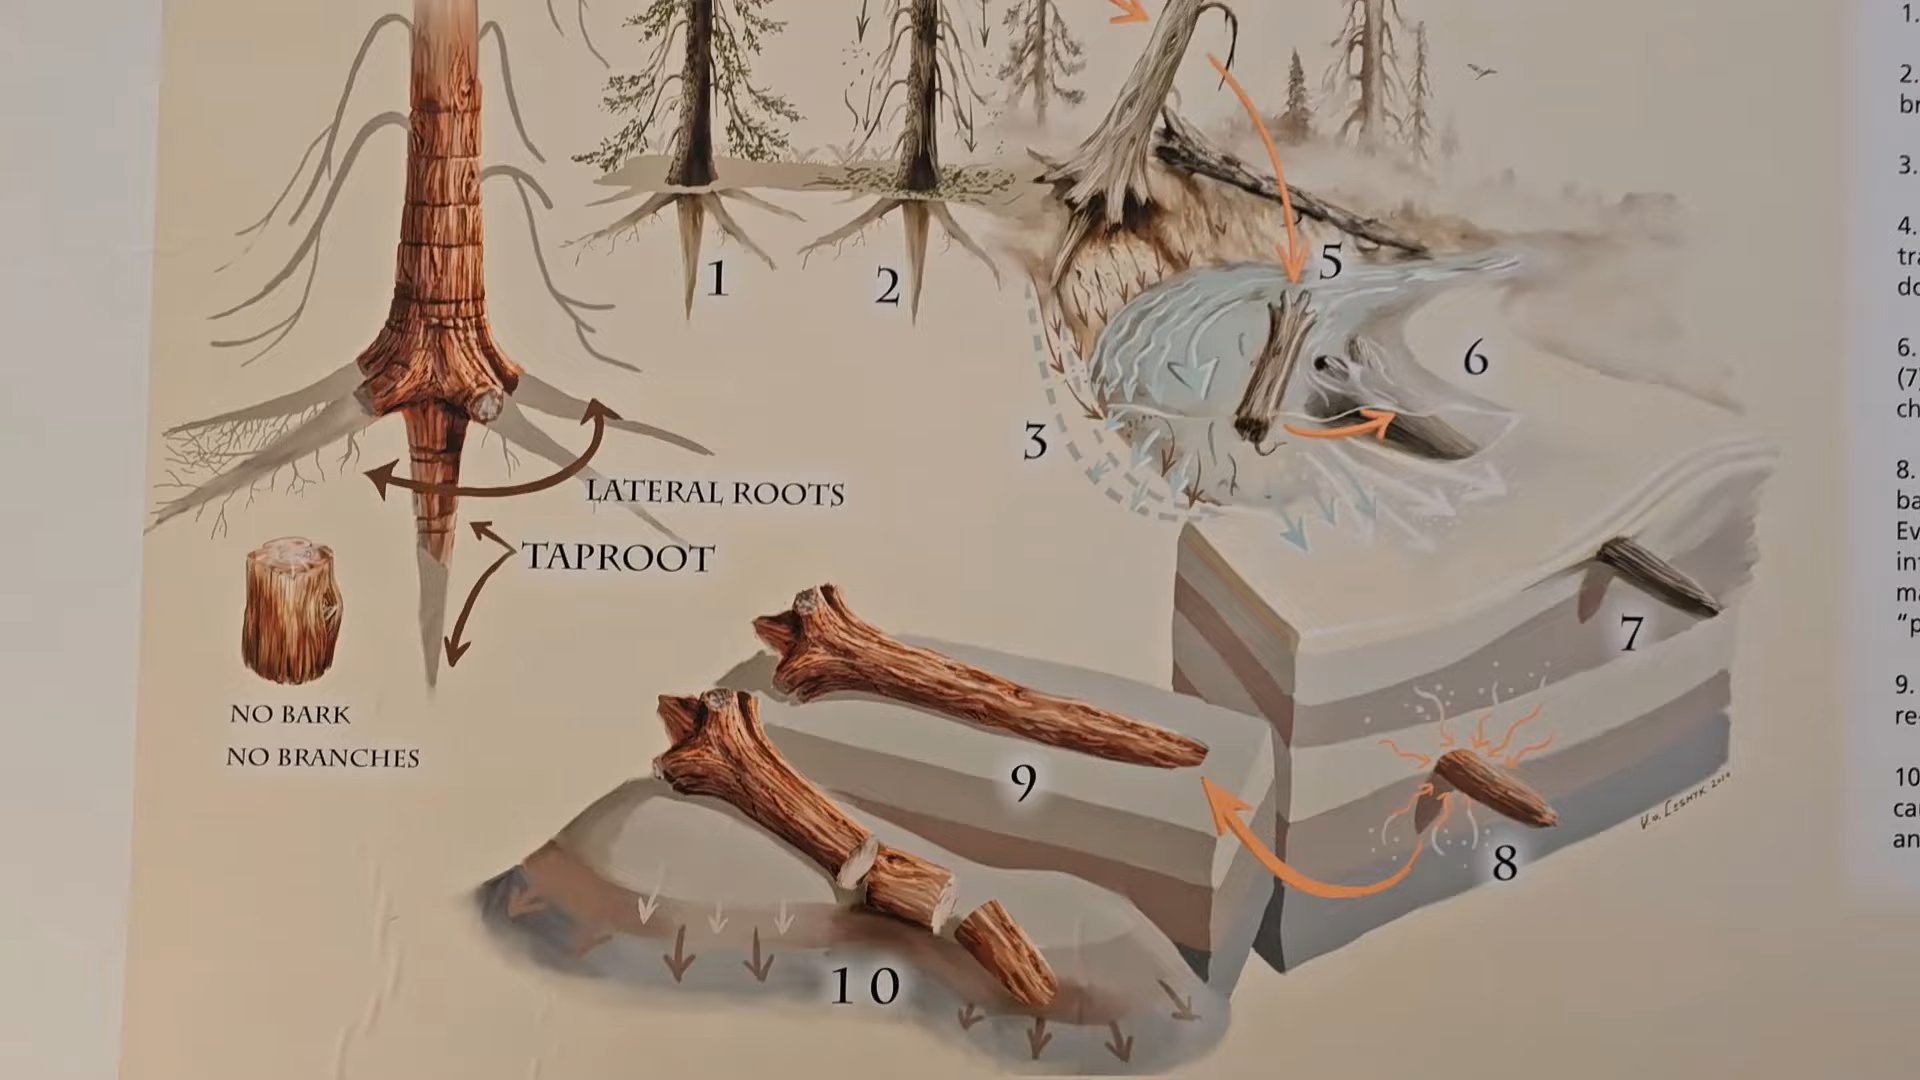 1
2
3
5
6
7
8
9
10
LATERAL ROOTS
TAPROOT
NO BARK
NO BRANCHES
1.
2.
br
3.
4.
tra
do
6.
(7)
ch
8.
ba
Ev
int
ma
"p
9.
re-
10
ca
an